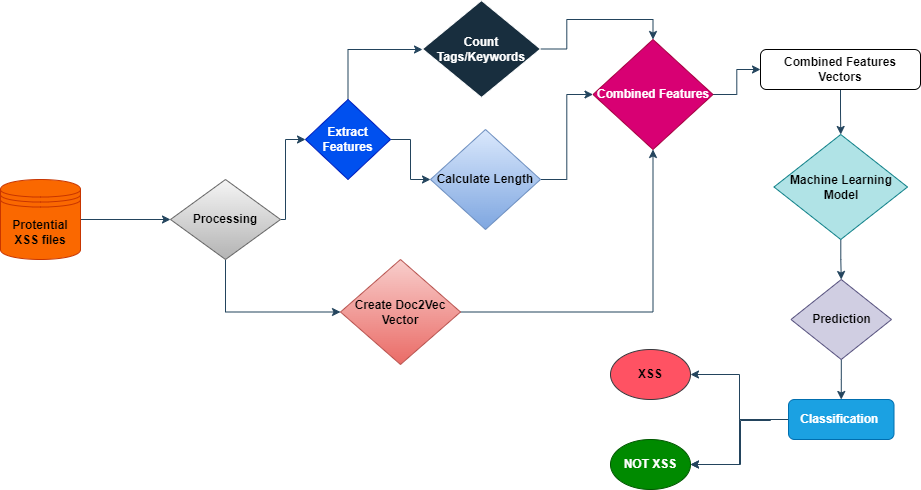 Protential
XSS files
Processing
Extract
Features
Count
Tags/Keywords
Calculate Length
Create Doc2Vec
Vector
Combined Features
Combined Features
Vectors
Machine Learning
Model
Prediction
Classification
XSS
NOT XSS